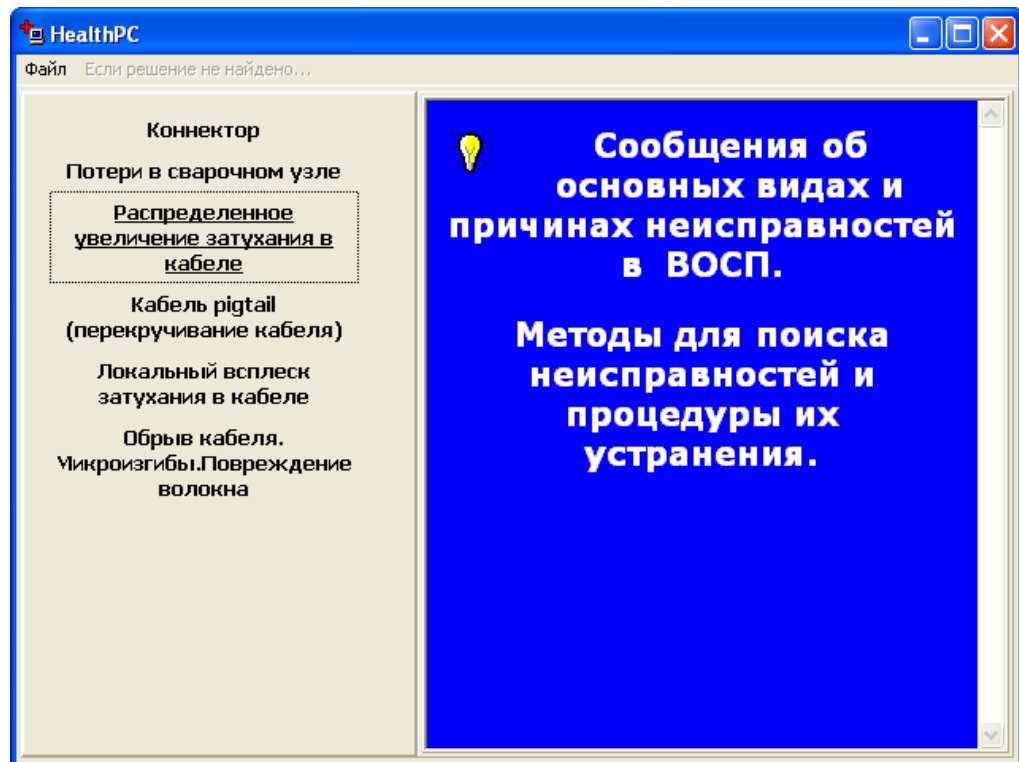 HealthPC
Файл Если решение не найдено...
Коннектор
Потери в сварочном узле
Распределенное
увеличение затухания в
кабеле
Кабель pigtail
(перекручивание кабеля)
Локальный всплеск
затухания в кабеле
Обрыв кабеля.
Микроизгибы.Повреждение
волокна
Сообщения об
основных видах и
причинах неисправностей
в ВОСП.
Методы для поиска
неисправностей и
процедуры их
устранения.